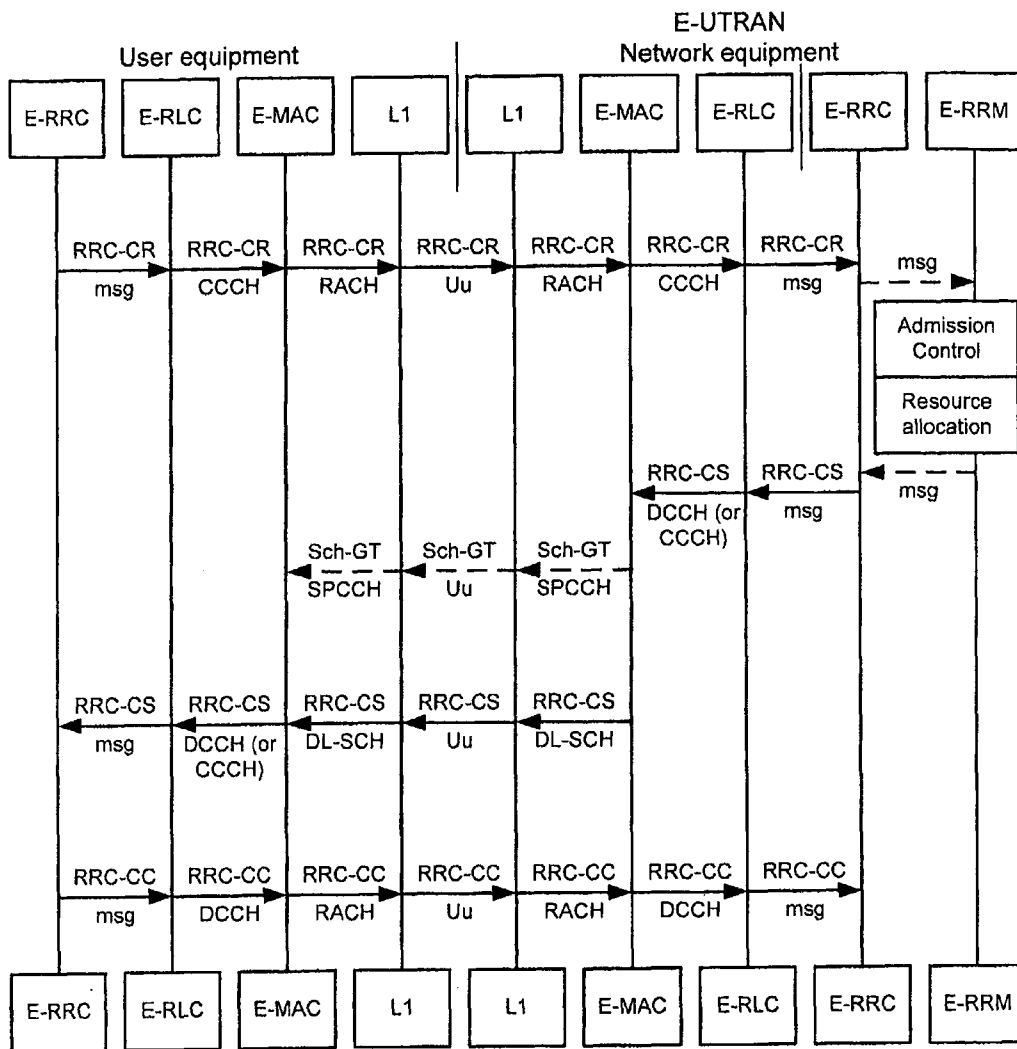 E-UTRAN
User equipment
Network equipment
E-RRC E-RLC E-MAC L1 L1 E-MAC E-RLC E-RRC E-RRM
RRC-CR RRC-CR RRC-CR RRC-CR RRC-CR RRC-CR RRC-CR
msg CCCH RACH Uu RACH CCCH msg
msg
Admission
Control
Resource
allocation
RRC-CS RRC-CS
DCCH (or msg
CCCH)
msg
Sch-GT Sch-GT Sch-GT
SPCCH Uu SPCCH
RRC-CS RRC-CS RRC-CS RRC-CS RRC-CS
msg DCCH (or DL-SCH Uu DL-SCH
CCCH)
RRC-CC RRC-CC RRC-CC RRC-CC RRC-CC RRC-CC RRC-CC
msg DCCH RACH Uu RACH DCCH msg
E-RRC E-RLC E-MAC L1 L1 E-MAC E-RLC E-RRC E-RRM